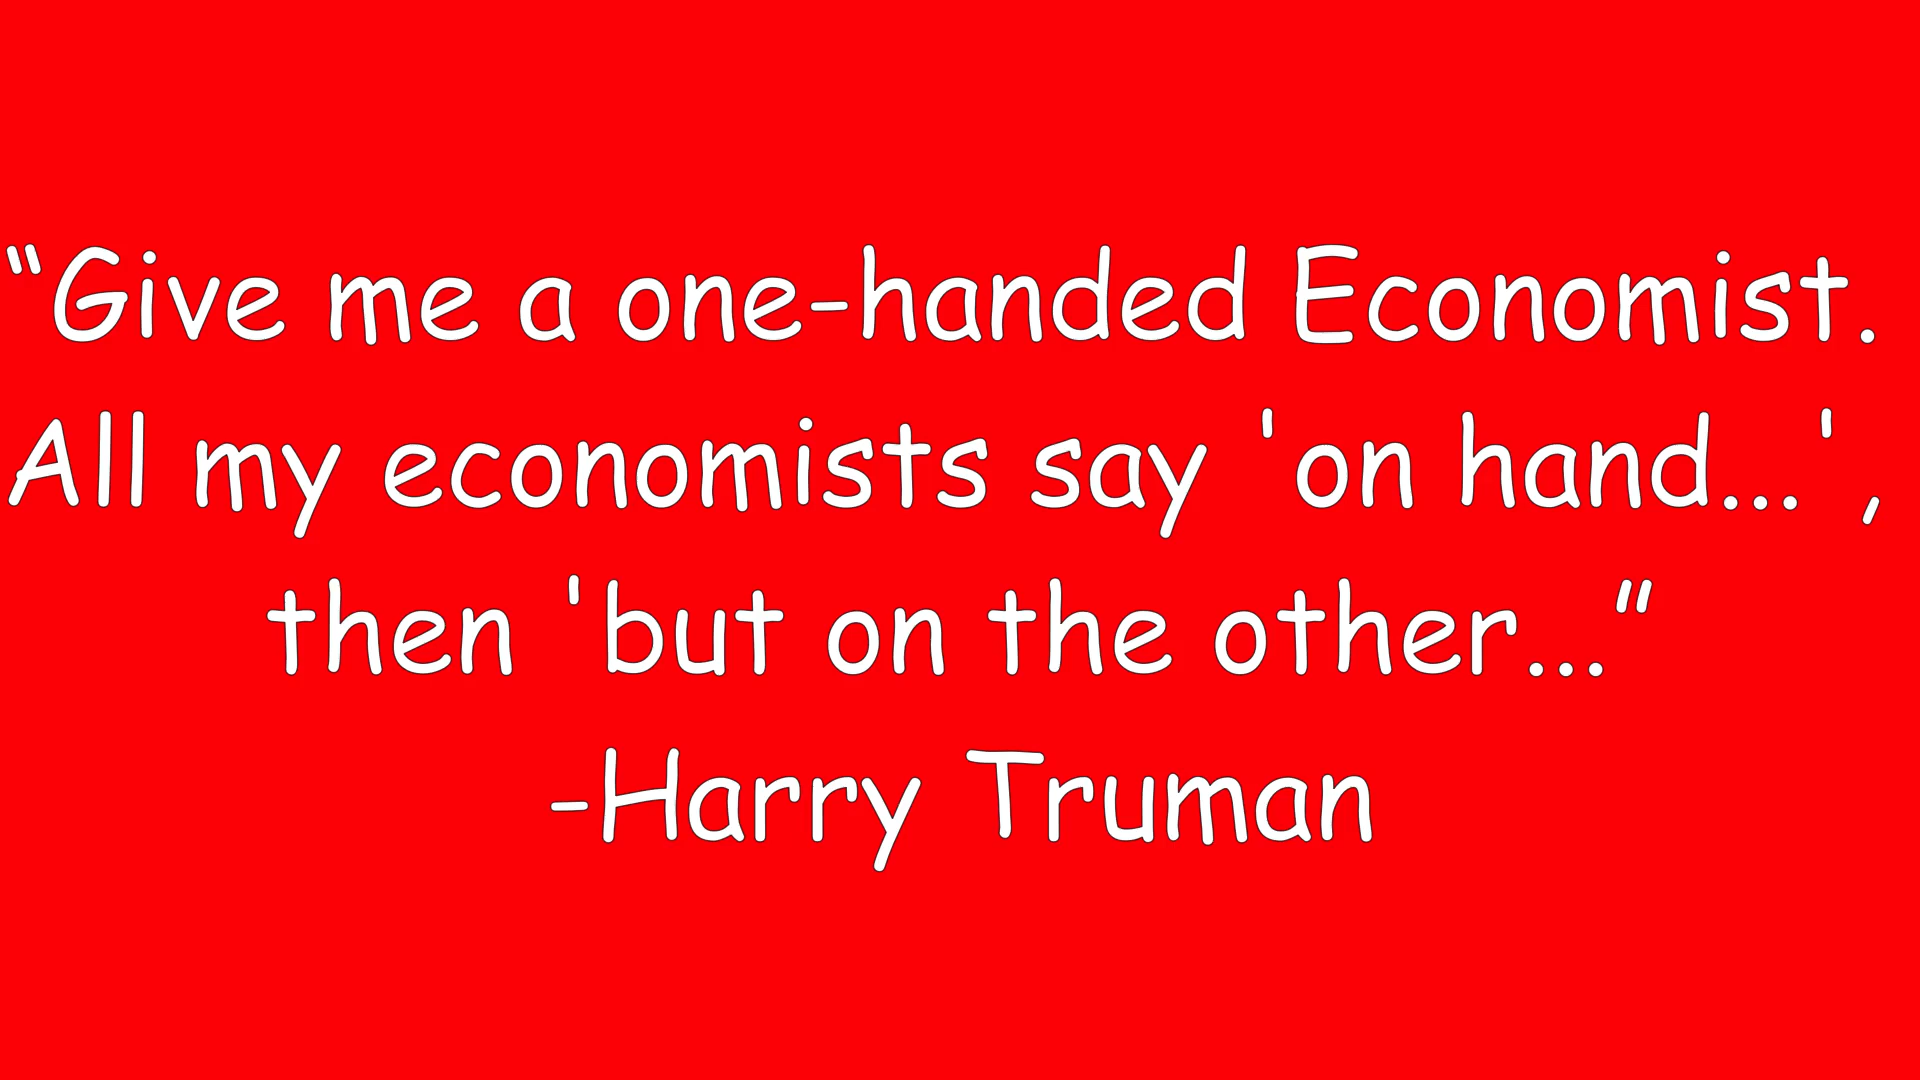 “Give me a one-handed Economist.
All my economists say 'on hand...',
then 'but on the other...”
-Harry Truman